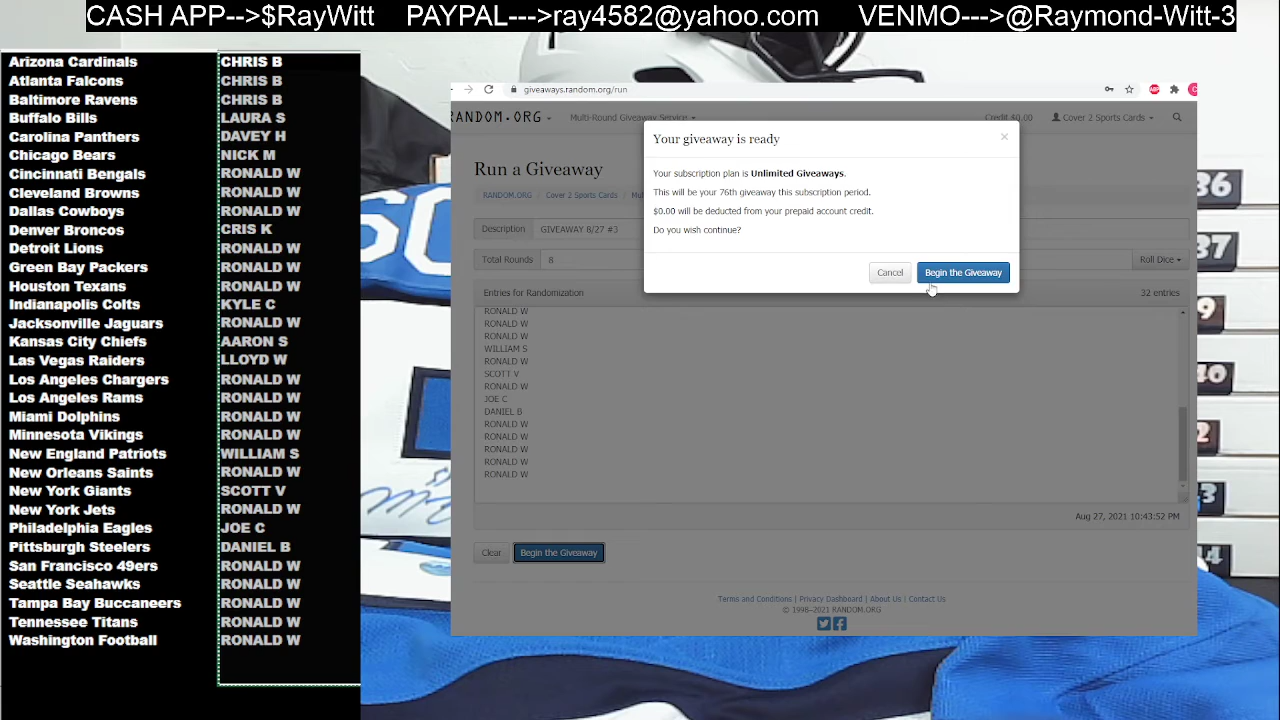 CASH APP-->$RayWitt PAYPAL--->ray4582@yahoo.com VENMO--->@Raymond-Witt-3
Arizona Cardinals CHRIS B
Atlanta Falcons CHRIS B
Baltimore Ravens CHRIS B
Buffalo Bills LAURA S
Carolina Panthers DAVEY H
Chicago Bears NICK M
Cincinnati Bengals RONALD W
Cleveland Browns RONALD W
Dallas Cowboys RONALD W
Denver Broncos CRIS K
Detroit Lions RONALD W
Green Bay Packers RONALD W
Houston Texans RONALD W
Indianapolis Colts KYLE C
Jacksonville Jaguars RONALD W
Kansas City Chiefs AARON S
Las Vegas Raiders LLOYD W
Los Angeles Chargers RONALD W
Los Angeles Rams RONALD W
Miami Dolphins RONALD W
Minnesota Vikings RONALD W
New England Patriots WILLIAM S
New Orleans Saints RONALD W
New York Giants SCOTT V
New York Jets RONALD W
Philadelphia Eagles JOE C
Pittsburgh Steelers DANIEL B
San Francisco 49ers RONALD W
Seattle Seahawks RONALD W
Tampa Bay Buccaneers RONALD W
Tennessee Titans RONALD W
Washington Football RONALD W
giveaways.random.org/run
RANDOM.ORG Multi-Round Giveaway Service Credit $0.00 Cover 2 Sports Cards
Run a Giveaway
RANDOM.ORG / Cover 2 Sports Cards /
Description GIVEAWAY 8/27 #3
Total Rounds 8 Roll Dice
Entries for Randomization 32 entries
RONALD W
RONALD W
RONALD W
WILLIAM S
RONALD W
SCOTT V
RONALD W
JOE C
DANIEL B
RONALD W
RONALD W
RONALD W
RONALD W
RONALD W
Aug 27, 2021 10:43:52 PM
Clear Begin the Giveaway
Terms and Conditions | Privacy Dashboard | About Us | Contact Us
© 1998–2021 RANDOM.ORG
Your giveaway is ready ×
Your subscription plan is Unlimited Giveaways.
This will be your 76th giveaway this subscription period.
$0.00 will be deducted from your prepaid account credit.
Do you wish continue?
Cancel Begin the Giveaway
36
37
9
40
2
3
14